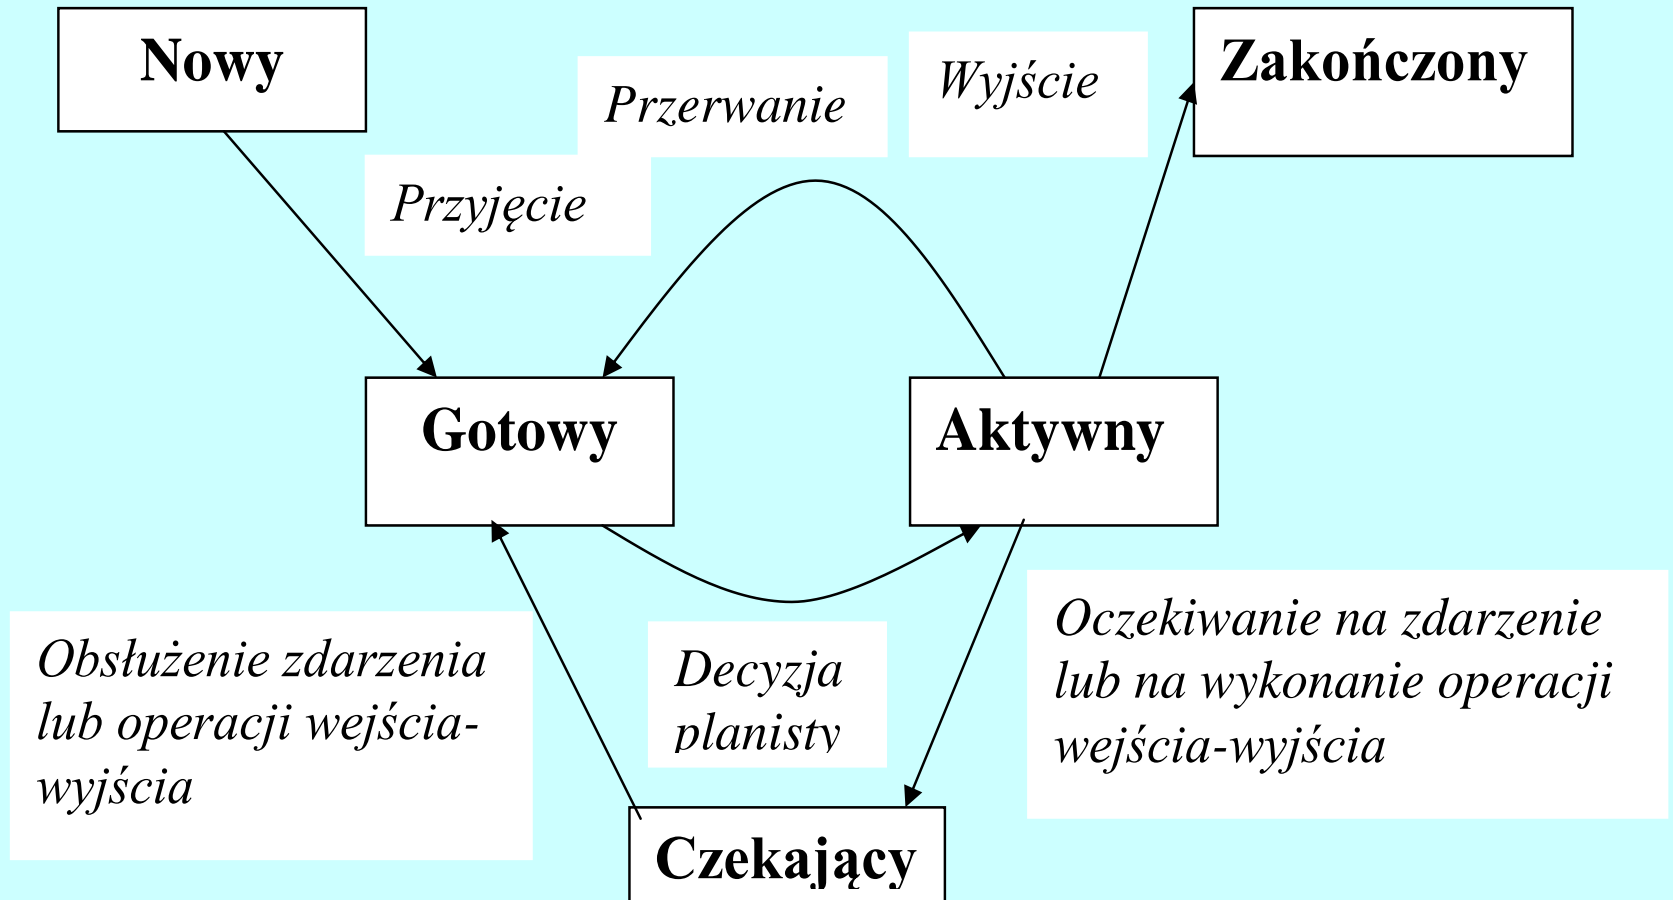 Nowy
Zakończony
Przerwanie
Wyjście
Przyjęcie
Gotowy
Aktywny
Obsłużenie zdarzenia
lub operacji wejścia-
wyjścia
Decyzja
planisty
Oczekiwanie na zdarzenie
lub na wykonanie operacji
wejścia-wyjścia
Czekający